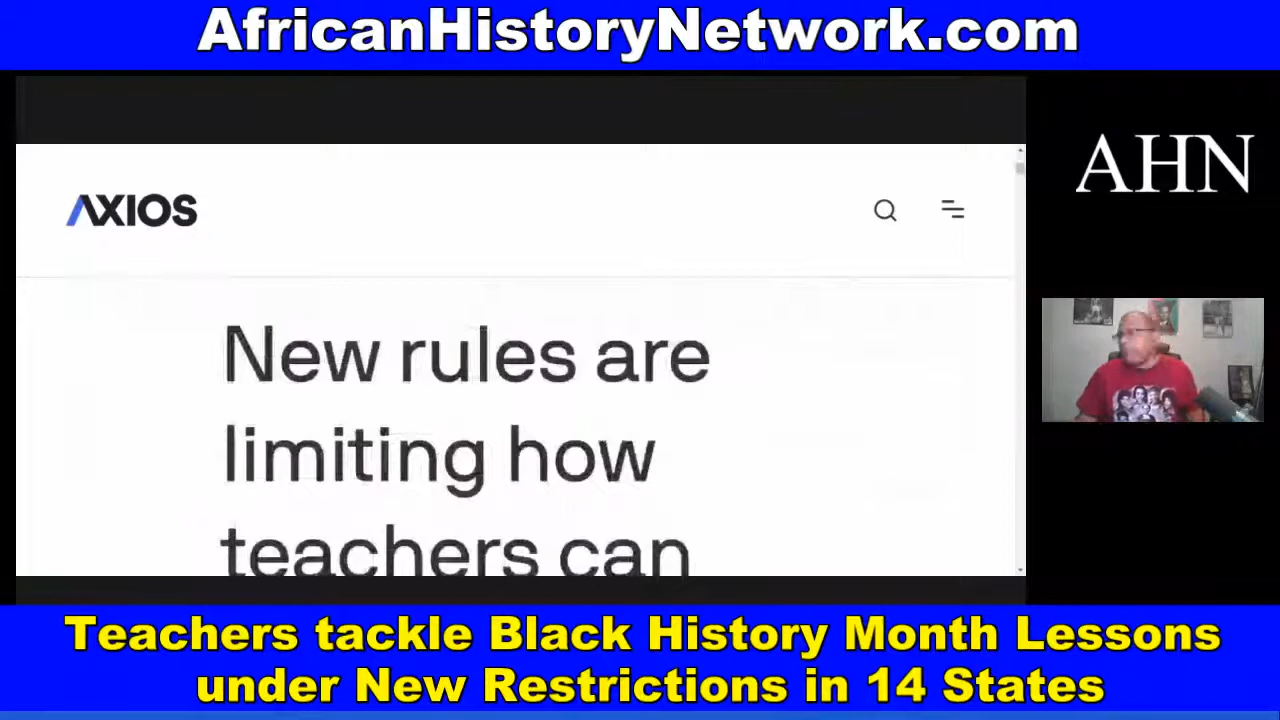 AfricanHistoryNetwork.com
AXIOS
AHN
New rules are
limiting how
teachers can
Teachers tackle Black History Month Lessons
under New Restrictions in 14 States